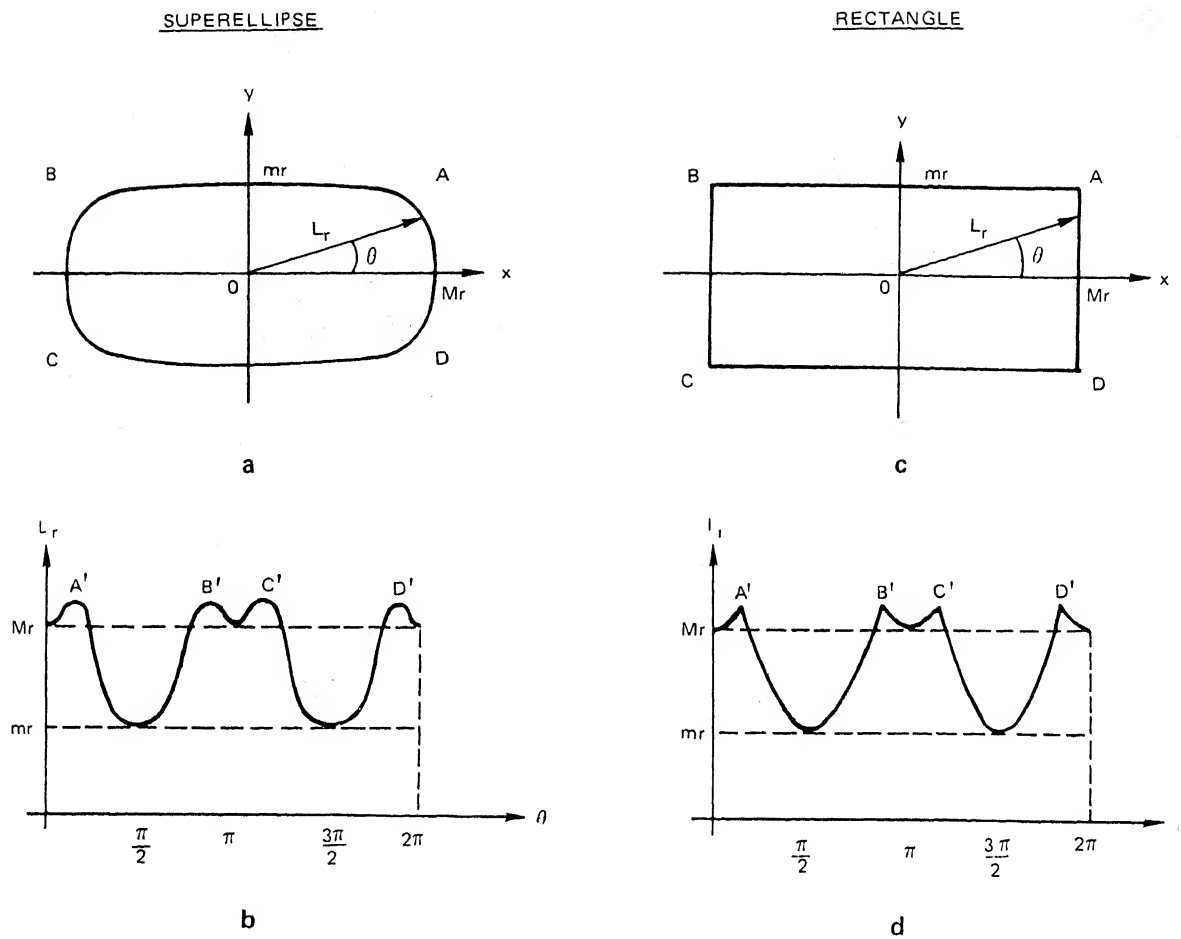 SUPERELLIPSE
y
B
mr
A
L_r
θ
0
x
Mr
C
D
a
L_r
A'
B'
C'
D'
Mr
mr
π/2
π
3π/2
2π
b
RECTANGLE
y
B
mr
A
L_r
θ
0
x
Mr
C
D
c
A'
B'
C'
D'
Mr
mr
π/2
π
3π/2
2π
d